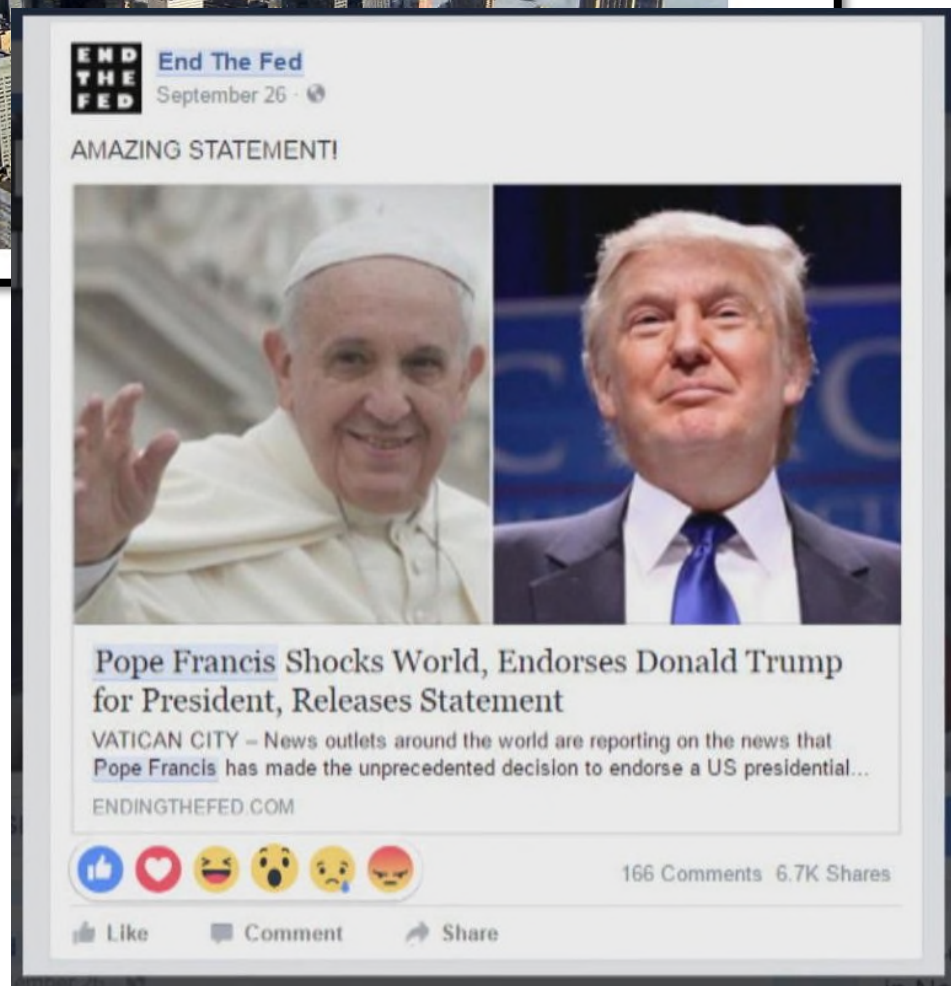 END
THE
FED
End The Fed
September 26 ·
AMAZING STATEMENT!
Pope Francis Shocks World, Endorses Donald Trump
for President, Releases Statement
VATICAN CITY – News outlets around the world are reporting on the news that
Pope Francis has made the unprecedented decision to endorse a US presidential...
ENDINGTHEFED.COM
166 Comments 6.7K Shares
Like Comment Share